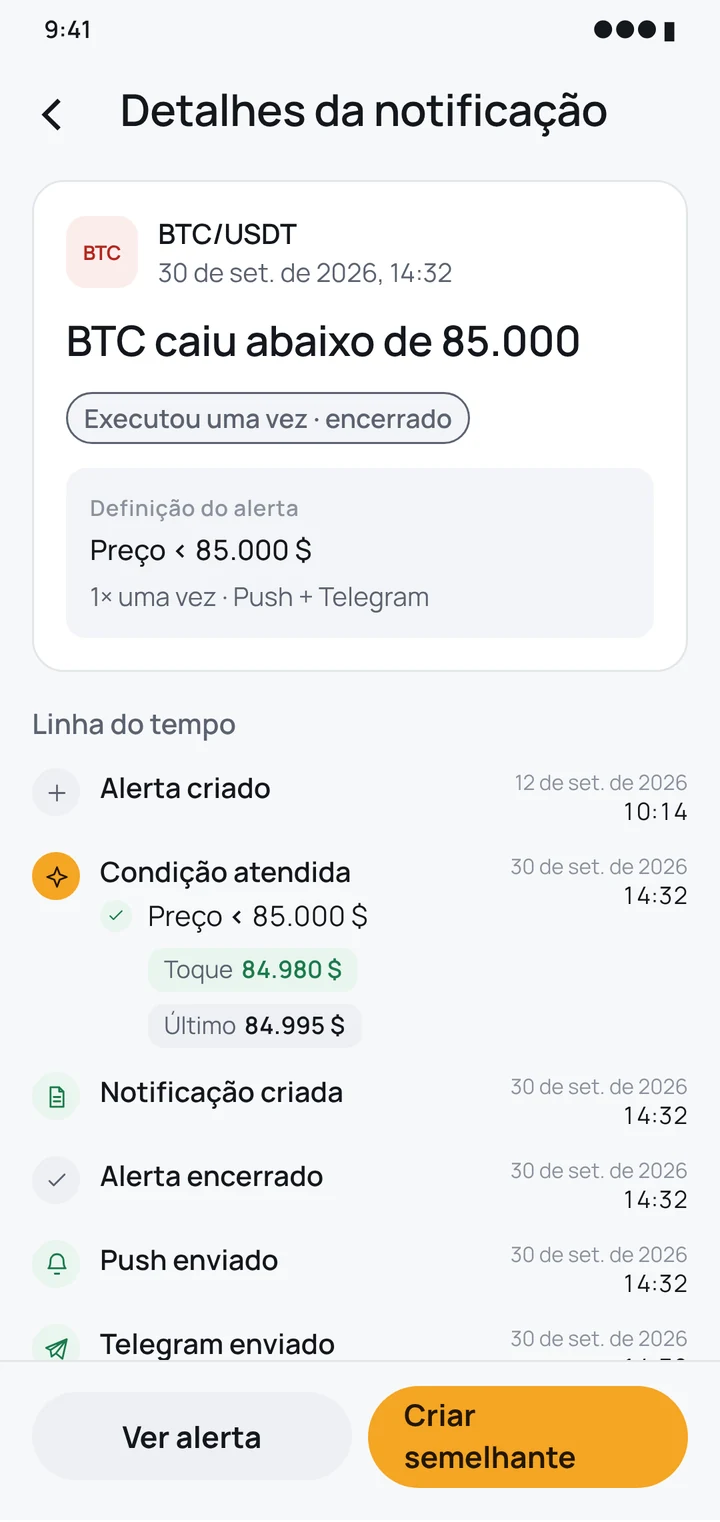 9:41
Detalhes da notificação
BTC
BTC/USDT
30 de set. de 2026, 14:32
BTC caiu abaixo de 85.000
Executou uma vez · encerrado
Definição do alerta
Preço < 85.000 $
1× uma vez · Push + Telegram
Linha do tempo
Alerta criado
12 de set. de 2026
10:14
Condição atendida
30 de set. de 2026
14:32
Preço < 85.000 $
Toque 84.980 $
Último 84.995 $
Notificação criada
30 de set. de 2026
14:32
Alerta encerrado
30 de set. de 2026
14:32
Push enviado
30 de set. de 2026
14:32
Telegram enviado
30 de set. de 2026
Ver alerta
Criar
semelhante